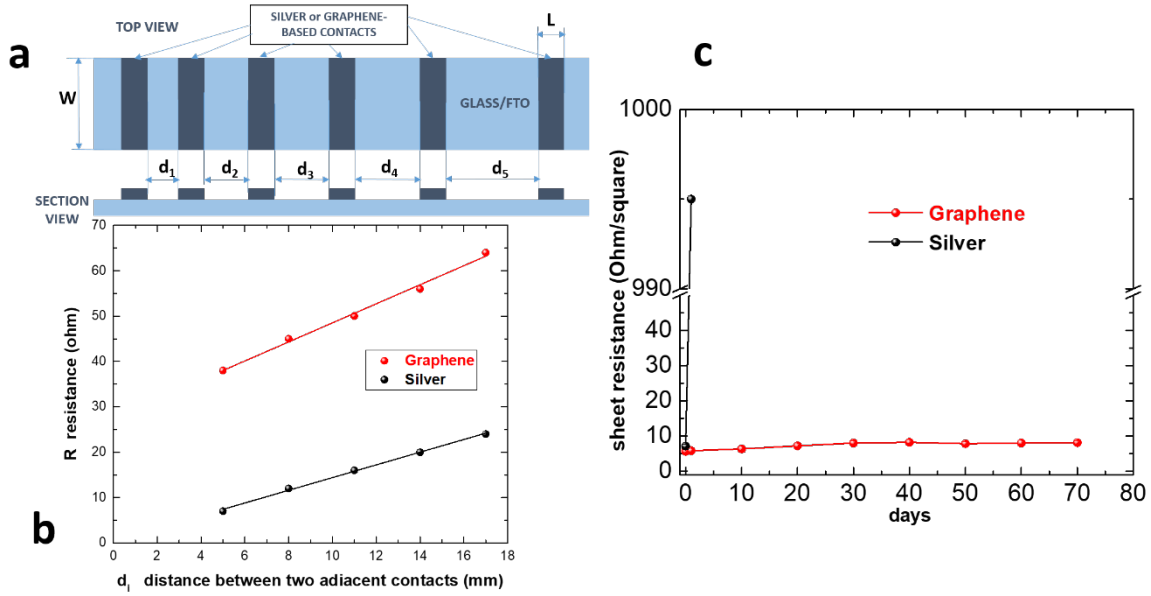 a
TOP VIEW
SILVER or GRAPHENE-
BASED CONTACTS
L
W
GLASS/FTO
d1
d2
d3
d4
d5
SECTION
VIEW
b
70
60
50
40
30
20
10
0
R resistance (ohm)
Graphene
Silver
0 2 4 6 8 10 12 14 16 18
di distance between two adjacent contacts (mm)
c
1000
990
40
30
20
10
0
sheet resistance (Ohm/square)
Graphene
Silver
0 10 20 30 40 50 60 70 80
days